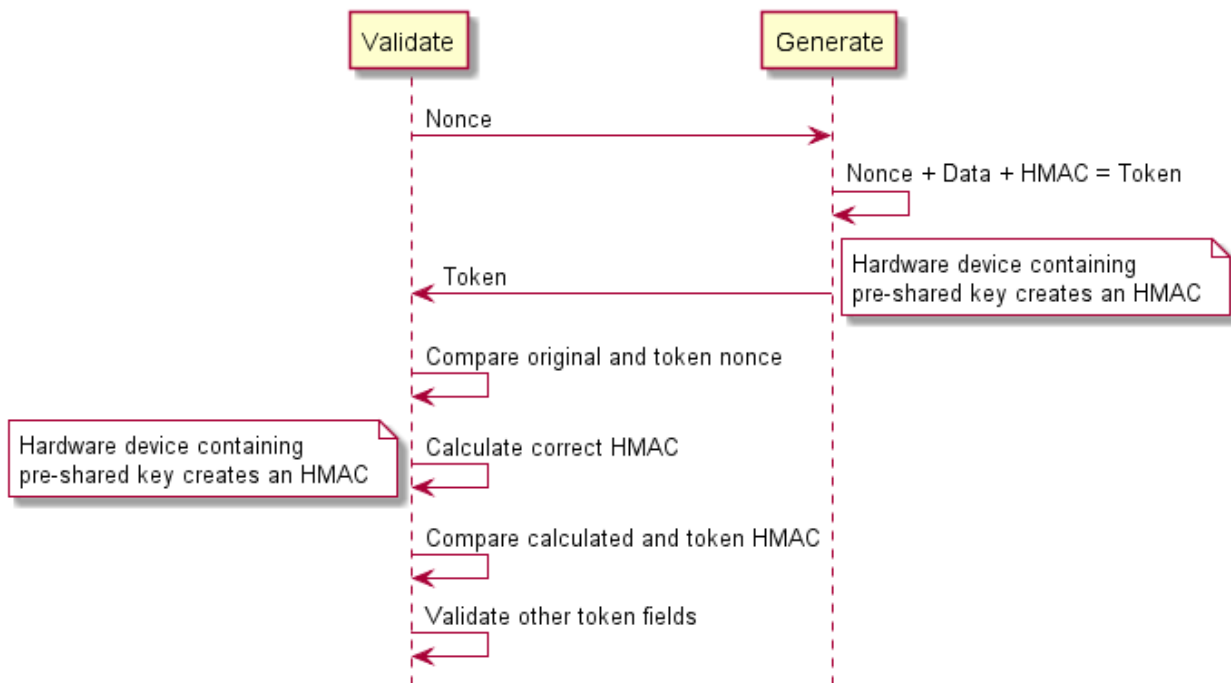 Validate
Generate
Nonce
Nonce + Data + HMAC = Token
Hardware device containing
pre-shared key creates an HMAC
Token
Compare original and token nonce
Hardware device containing
pre-shared key creates an HMAC
Calculate correct HMAC
Compare calculated and token HMAC
Validate other token fields